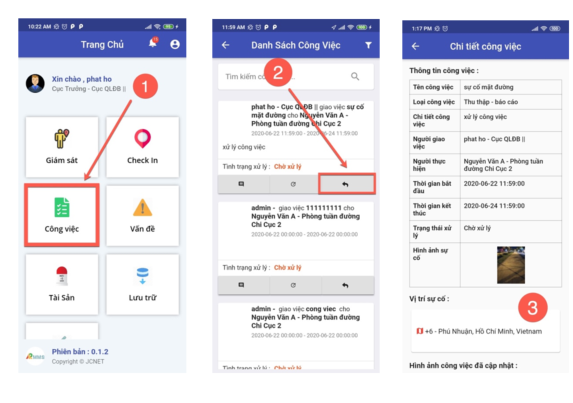 10:22 AM
Trang Chủ
Xin chào , phat ho
Cục Trưởng - Cục QLĐB ||
1
Giám sát
Check In
Công việc
Vấn đề
Tài Sản
Lưu trữ
Phiên bản : 0.1.2
Copyright © JCNET
11:59 AM
Danh Sách Công Việc
Tìm kiếm
2
phat ho - Cục QLĐB || giao việc sự cố
mặt đường cho Nguyễn Văn A -
Phòng tuần đường Chi Cục 2
2020-06-22 11:59:00 - 2020-06-24 11:59:00
xử lý công việc
Tình trạng xử lý : Chờ xử lý
admin - giao việc 111111111 cho
Nguyễn Văn A - Phòng tuần đường
Chi Cục 2
2020-06-22 00:00:00 - 2020-06-22 00:00:00
Tình trạng xử lý : Chờ xử lý
admin - giao việc cong viec cho
Nguyễn Văn A - Phòng tuần đường
Chi Cục 2
2020-06-22 00:00:00 - 2020-06-22 00:00:00
Tình trạng xử lý : Chờ xử lý
1:17 PM
Chi tiết công việc
Thông tin công việc :
Tên công việc sự cố mặt đường
Loại công việc Thu thập - báo cáo
Chi tiết công
việc
xử lý công việc
Người giao
việc
phat ho - Cục QLĐB ||
Người thực
hiện
Nguyễn Văn A - Phòng tuần
đường Chi Cục 2
Thời gian bắt
đầu
2020-06-22 11:59:00
Thời gian kết
thúc
2020-06-24 11:59:00
Trạng thái xử
lý
Chờ xử lý
Hình ảnh sự
cố
Vị trí sự cố :
3
+6 - Phú Nhuận, Hồ Chí Minh, Vietnam
Hình ảnh công việc đã cập nhật :